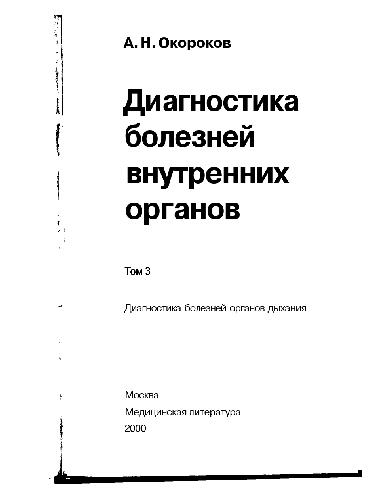 А. Н. Окороков
Диагностика
болезней
внутренних
органов
Том 3
Диагностика болезней органов дыхания
Москва
Медицинская литература
2000